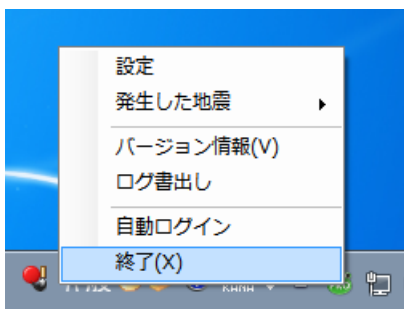 設定
発生した地震
バージョン情報(V)
ログ書出し
自動ログイン
終了(X)